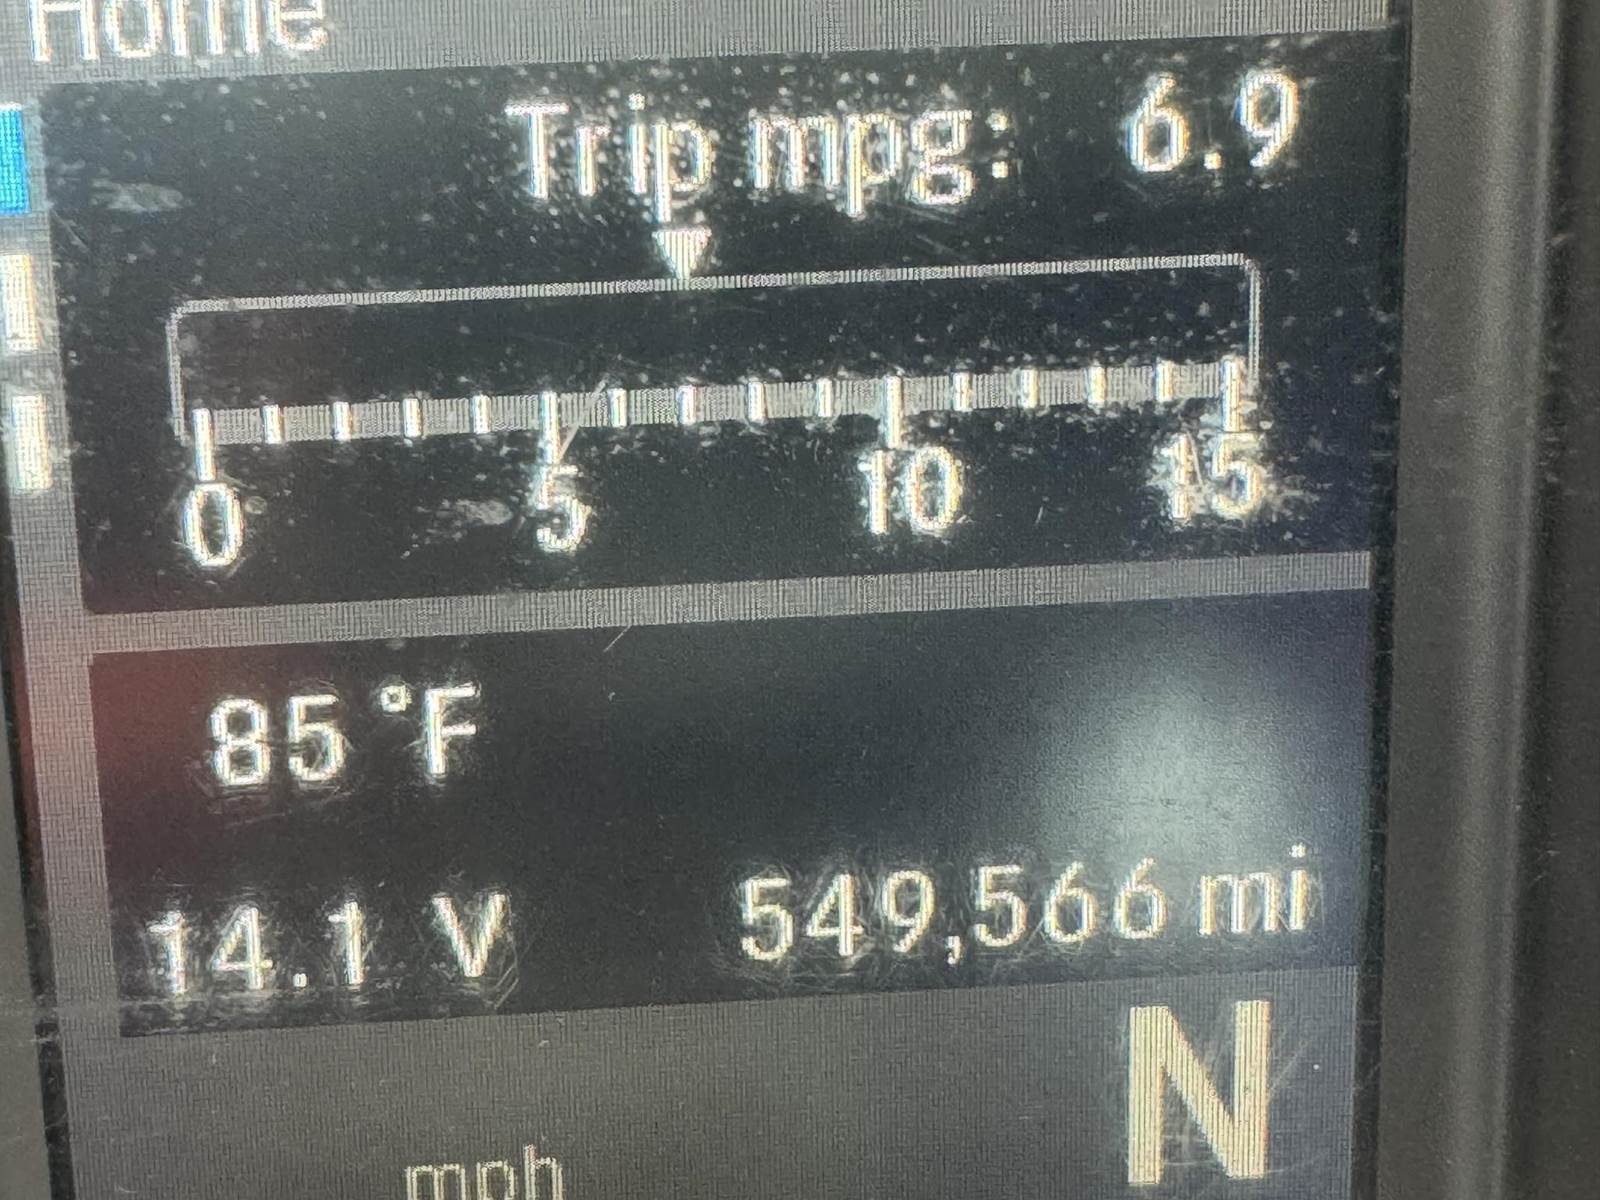 Home
Trip mpg: 6.9
0 5 10 15
85 °F
14.1 V 549,566 mi
N
mph